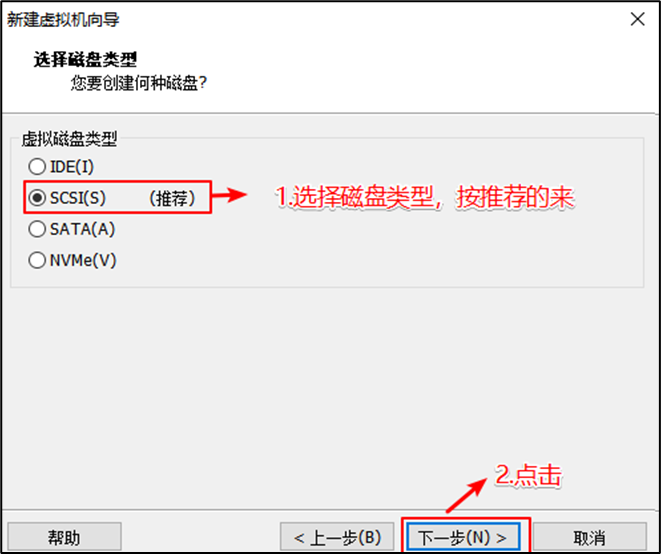 新建虚拟机向导
选择磁盘类型
您要创建何种磁盘?
虚拟磁盘类型
IDE(I)
SCSI(S) (推荐)
1.选择磁盘类型，按推荐的来
SATA(A)
NVMe(V)
2.点击
帮助
< 上一步(B)
下一步(N) >
取消